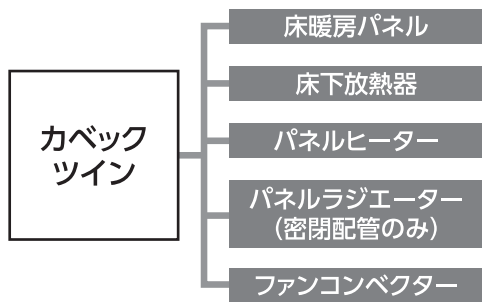 カベック
ツイン
床暖房パネル
床下放熱器
パネルヒーター
パネルラジエーター
（密閉配管のみ）
ファンコンベクター